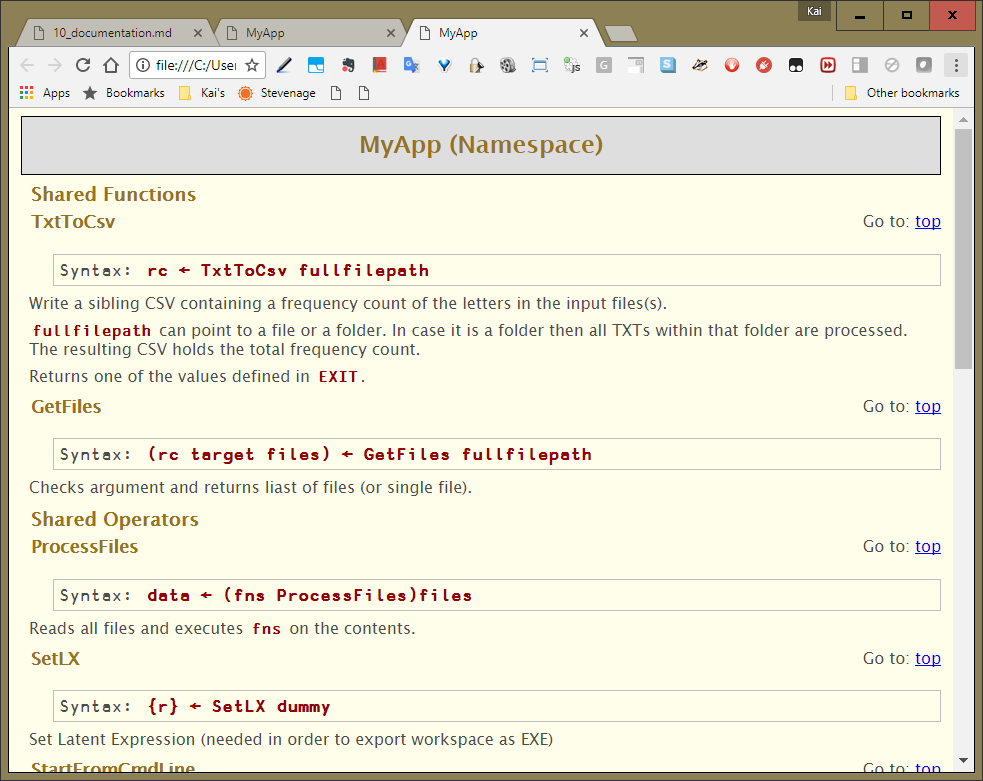 Kai
10_documentation.md
MyApp
MyApp
file:///C:/User
Apps
Bookmarks
Kai's
Stevenage
Other bookmarks
MyApp (Namespace)
Shared Functions
TxtToCsv
Go to: top
Syntax: rc ← TxtToCsv fullfilepath
Write a sibling CSV containing a frequency count of the letters in the input files(s).
fullfilepath can point to a file or a folder. In case it is a folder then all TXTs within that folder are processed.
The resulting CSV holds the total frequency count.
Returns one of the values defined in EXIT.
GetFiles
Go to: top
Syntax: (rc target files) ← GetFiles fullfilepath
Checks argument and returns liast of files (or single file).
Shared Operators
ProcessFiles
Go to: top
Syntax: data ← (fns ProcessFiles)files
Reads all files and executes fns on the contents.
SetLX
Go to: top
Syntax: {r} ← SetLX dummy
Set Latent Expression (needed in order to export workspace as EXE)
StartFromCmdLine
Go to: top